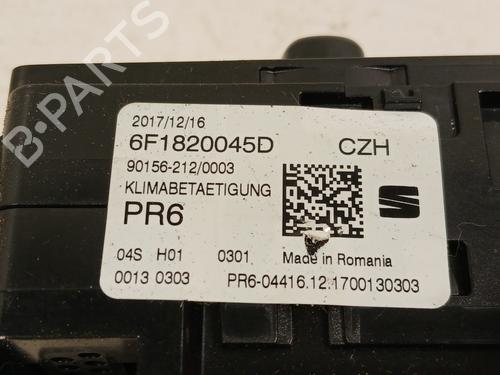 B-PARTS
2017/12/16
6F1820045D CZH
90156-212/0003
KLIMABETAETIGUNG
PR6
04S H01 0301 Made in Romania
0013 0303 PR6-04416.12.1700130303